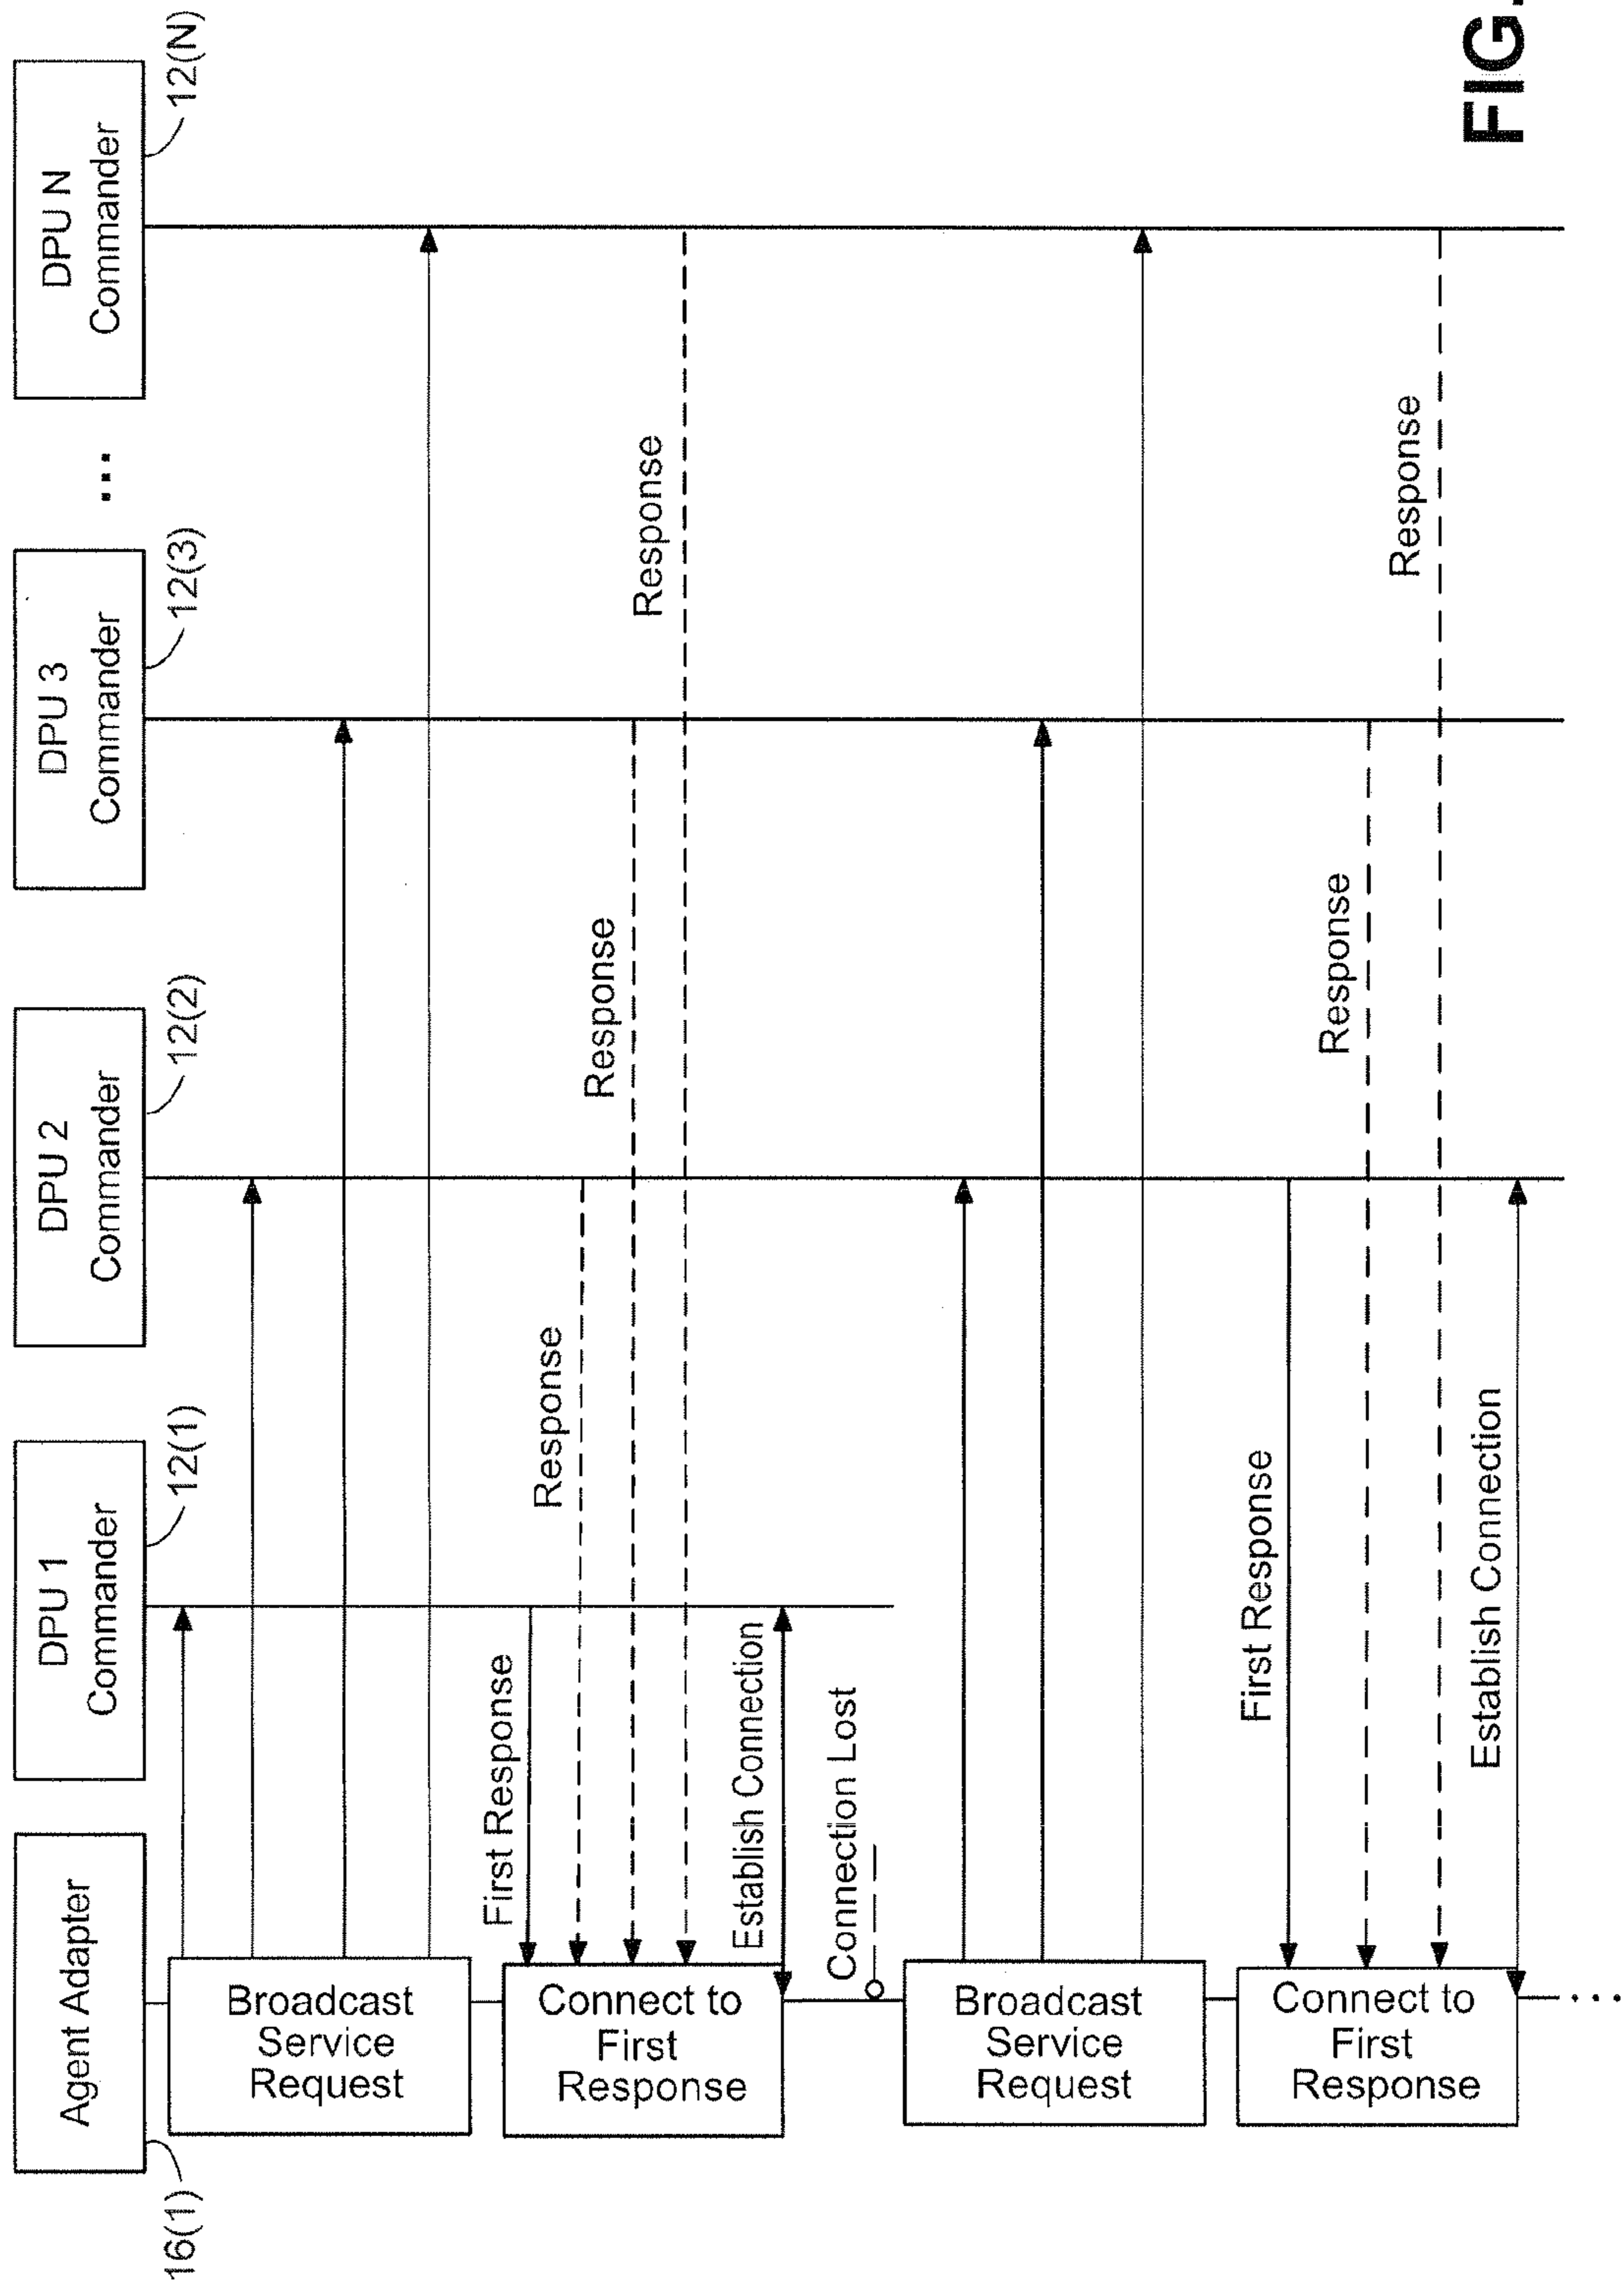 Agent Adapter
16(1)
DPU 1
Commander
12(1)
DPU 2
Commander
12(2)
DPU 3
Commander
12(3)
...
DPU N
Commander
12(N)
Broadcast
Service
Request
First Response
Response
Response
Response
Connect to
First
Response
Establish Connection
Connection Lost
Broadcast
Service
Request
First Response
Response
Response
Connect to
First
Response
Establish Connection
...
FIG.